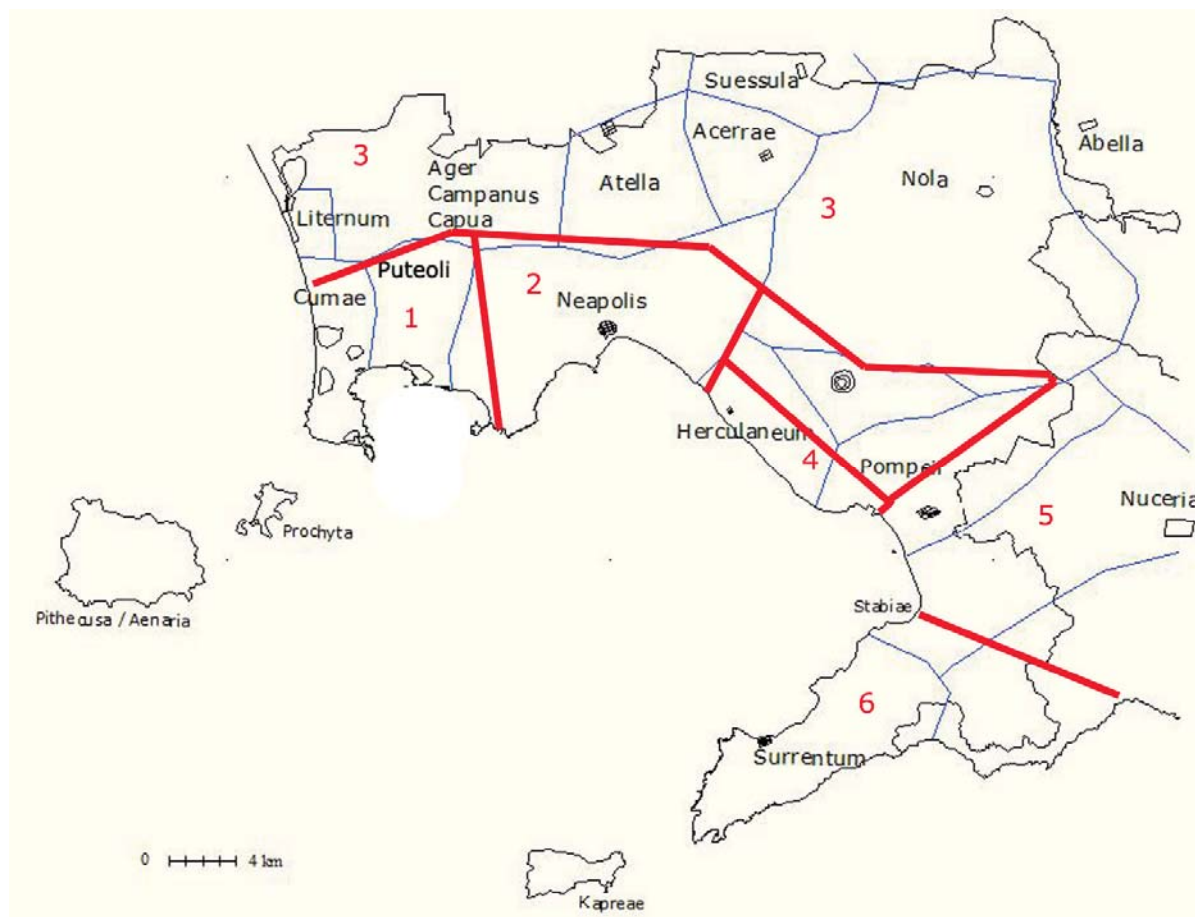 Suessula
Acerrae
Abella
3
Ager
Campanus
Capua
Atella
Nola
3
Liternum
Puteoli
Cumae
1
2
Neapolis
Herculaneum
4
Pompeii
5
Nuceria
Prochyta
Pithecusa / Aenaria
Stabiae
6
Surrentum
0 4 km
Kapreae